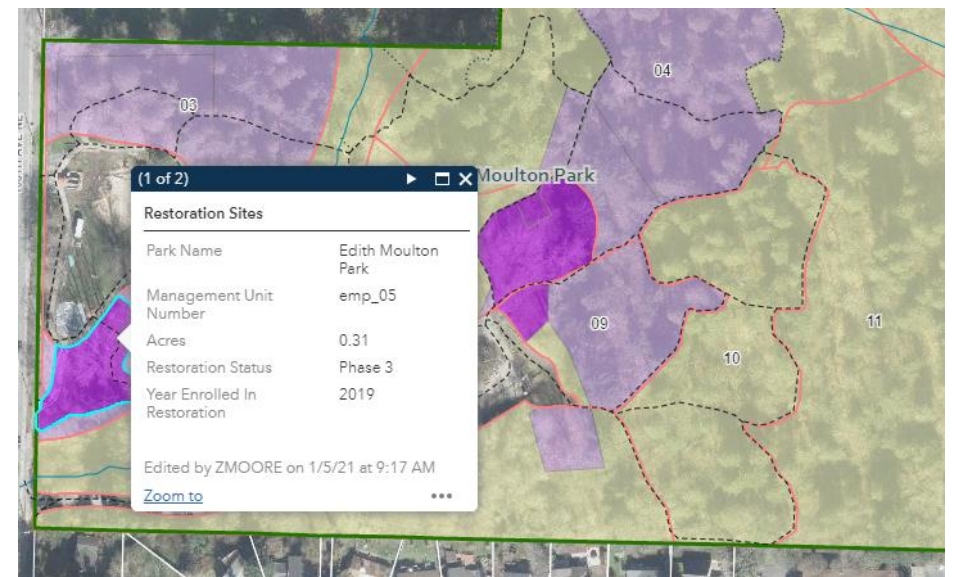 04
03
(1 of 2)
Moulton Park
Restoration Sites
Park Name Edith Moulton
Park
Management Unit emp_05
Number
Acres 0.31
Restoration Status Phase 3
Year Enrolled In 2019
Restoration
09
11
10
Edited by ZMOORE on 1/5/21 at 9:17 AM
Zoom to